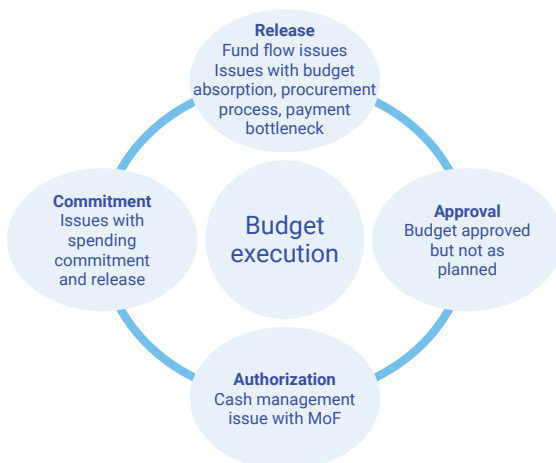 Release
Fund flow issues
Issues with budget
absorption, procurement
process, payment
bottleneck
Commitment
Issues with
spending
commitment
and release
Budget
execution
Approval
Budget approved
but not as
planned
Authorization
Cash management
issue with MoF